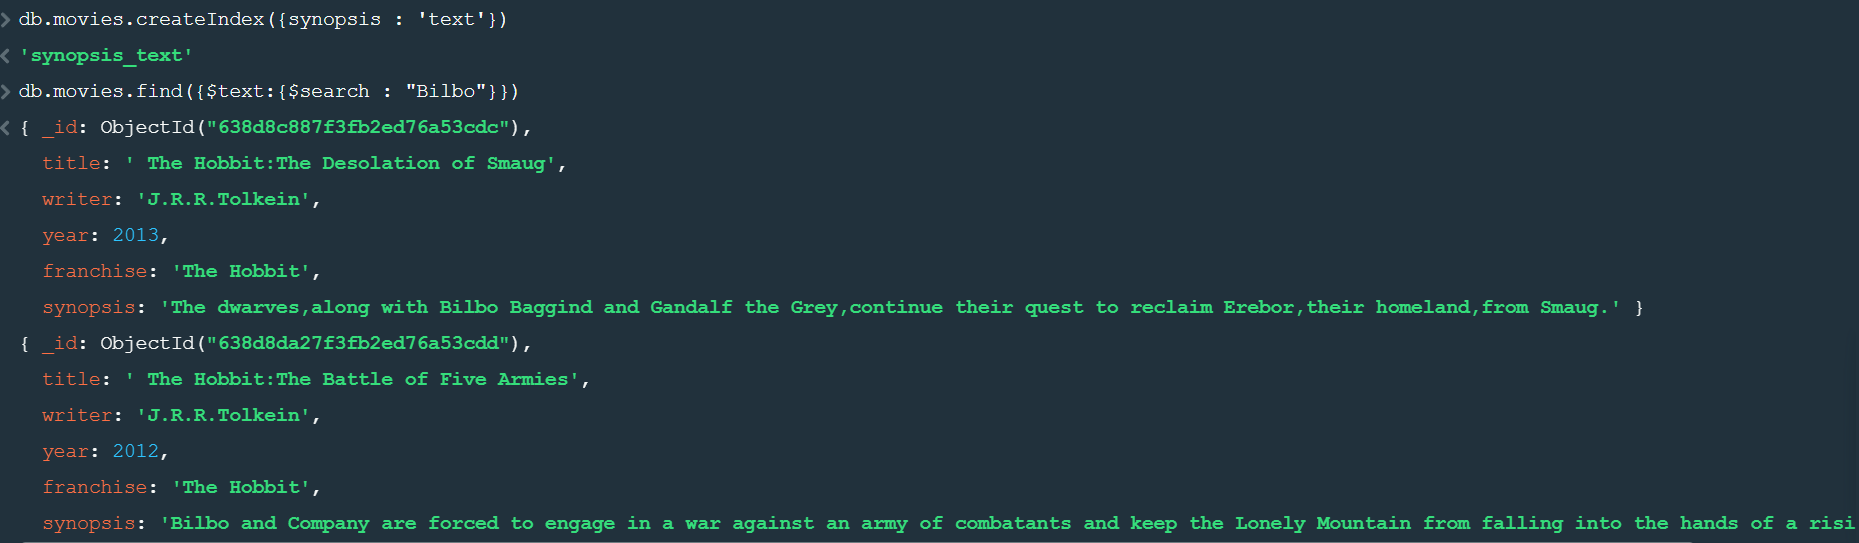 > db.movies.createIndex({synopsis : 'text'})
< 'synopsis_text'
> db.movies.find({$text:{$search : "Bilbo"}})
< { _id: ObjectId("638d8c887f3fb2ed76a53cdc"),
title: ' The Hobbit:The Desolation of Smaug',
writer: 'J.R.R.Tolkein',
year: 2013,
franchise: 'The Hobbit',
synopsis: 'The dwarves,along with Bilbo Baggind and Gandalf the Grey,continue their quest to reclaim Erebor,their homeland,from Smaug.' }
{ _id: ObjectId("638d8da27f3fb2ed76a53cdd"),
title: ' The Hobbit:The Battle of Five Armies',
writer: 'J.R.R.Tolkein',
year: 2012,
franchise: 'The Hobbit',
synopsis: 'Bilbo and Company are forced to engage in a war against an army of combatants and keep the Lonely Mountain from falling into the hands of a risi